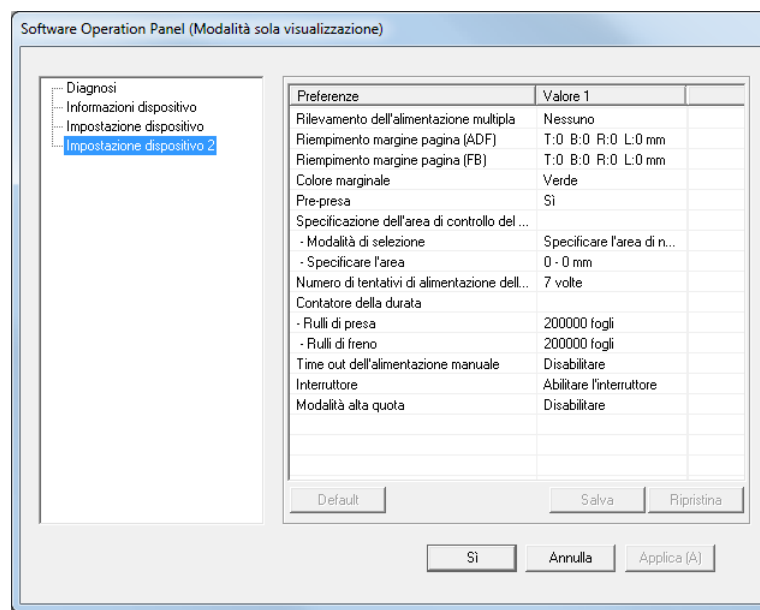 Software Operation Panel (Modalità sola visualizzazione)
Diagnosi
Informazioni dispositivo
Impostazione dispositivo
Impostazione dispositivo 2
Preferenze Valore 1
Rilevamento dell'alimentazione multipla Nessuno
Riempimento margine pagina (ADF) T:0 B:0 R:0 L:0 mm
Riempimento margine pagina (FB) T:0 B:0 R:0 L:0 mm
Colore marginale Verde
Pre-presa Sì
Specificazione dell'area di controllo del ...
- Modalità di selezione Specificare l'area di n...
- Specificare l'area 0 - 0 mm
Numero di tentativi di alimentazione dell... 7 volte
Contatore della durata
- Rulli di presa 200000 fogli
- Rulli di freno 200000 fogli
Time out dell'alimentazione manuale Disabilitare
Interruttore Abilitare l'interruttore
Modalità alta quota Disabilitare
Default Salva Ripristina
Sì Annulla Applica (A)